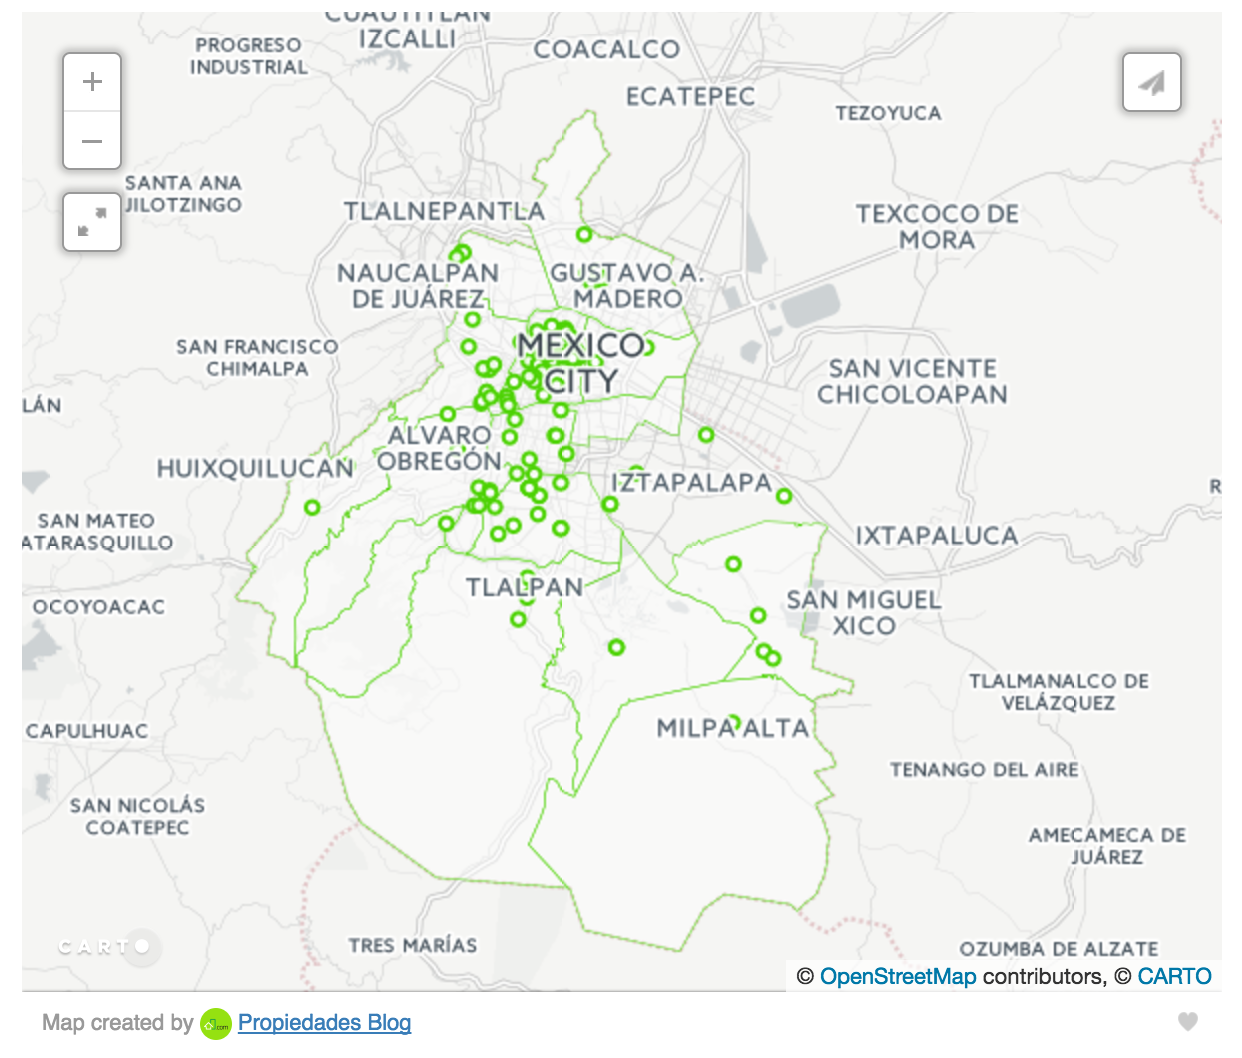 CUAUTITLÁN
IZCALLI
PROGRESO
INDUSTRIAL
COACALCO
+
ECATEPEC
TEZOYUCA
−
SANTA ANA
JILOTZINGO
TLALNEPANTLA
TEXCOCO DE
MORA
NAUCALPAN
DE JUÁREZ
GUSTAVO A.
MADERO
SAN FRANCISCO
CHIMALPA
MEXICO
CITY
SAN VICENTE
CHICOLOAPAN
LÁN
ALVARO
OBREGÓN
HUIXQUILUCAN
IZTAPALAPA
R
SAN MATEO
ATARASQUILLO
IXTAPALUCA
TLALPAN
OCOYOACAC
SAN MIGUEL
XICO
TLALMANALCO DE
VELÁZQUEZ
CAPULHUAC
MILPA ALTA
TENANGO DEL AIRE
SAN NICOLÁS
COATEPEC
AMECAMECA DE
JUÁREZ
CARTO
TRES MARÍAS
OZUMBA DE ALZATE
© OpenStreetMap contributors, © CARTO
Map created by Propiedades Blog